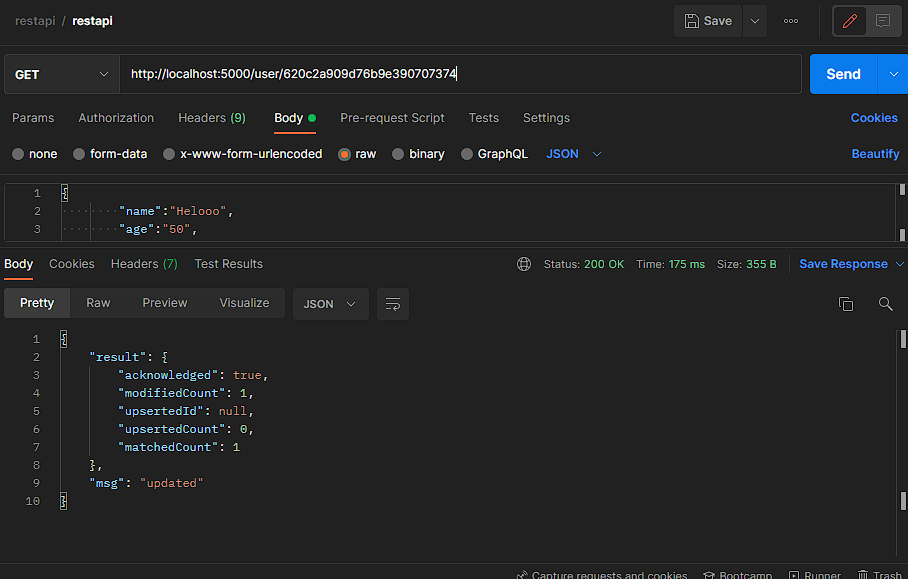 restapi / restapi Save
GET http://localhost:5000/user/620c2a909d76b9e390707374 Send
Params Authorization Headers (9) Body Pre-request Script Tests Settings Cookies
none form-data x-www-form-urlencoded raw binary GraphQL JSON Beautify
1 {
2 "name":"Helooo",
3 "age":"50",
Body Cookies Headers (7) Test Results Status: 200 OK Time: 175 ms Size: 355 B Save Response
Pretty Raw Preview Visualize JSON
1 {
2 "result": {
3 "acknowledged": true,
4 "modifiedCount": 1,
5 "upsertedId": null,
6 "upsertedCount": 0,
7 "matchedCount": 1
8 },
9 "msg": "updated"
10 }
Capture requests and cookies Bootcamp Runner Trash